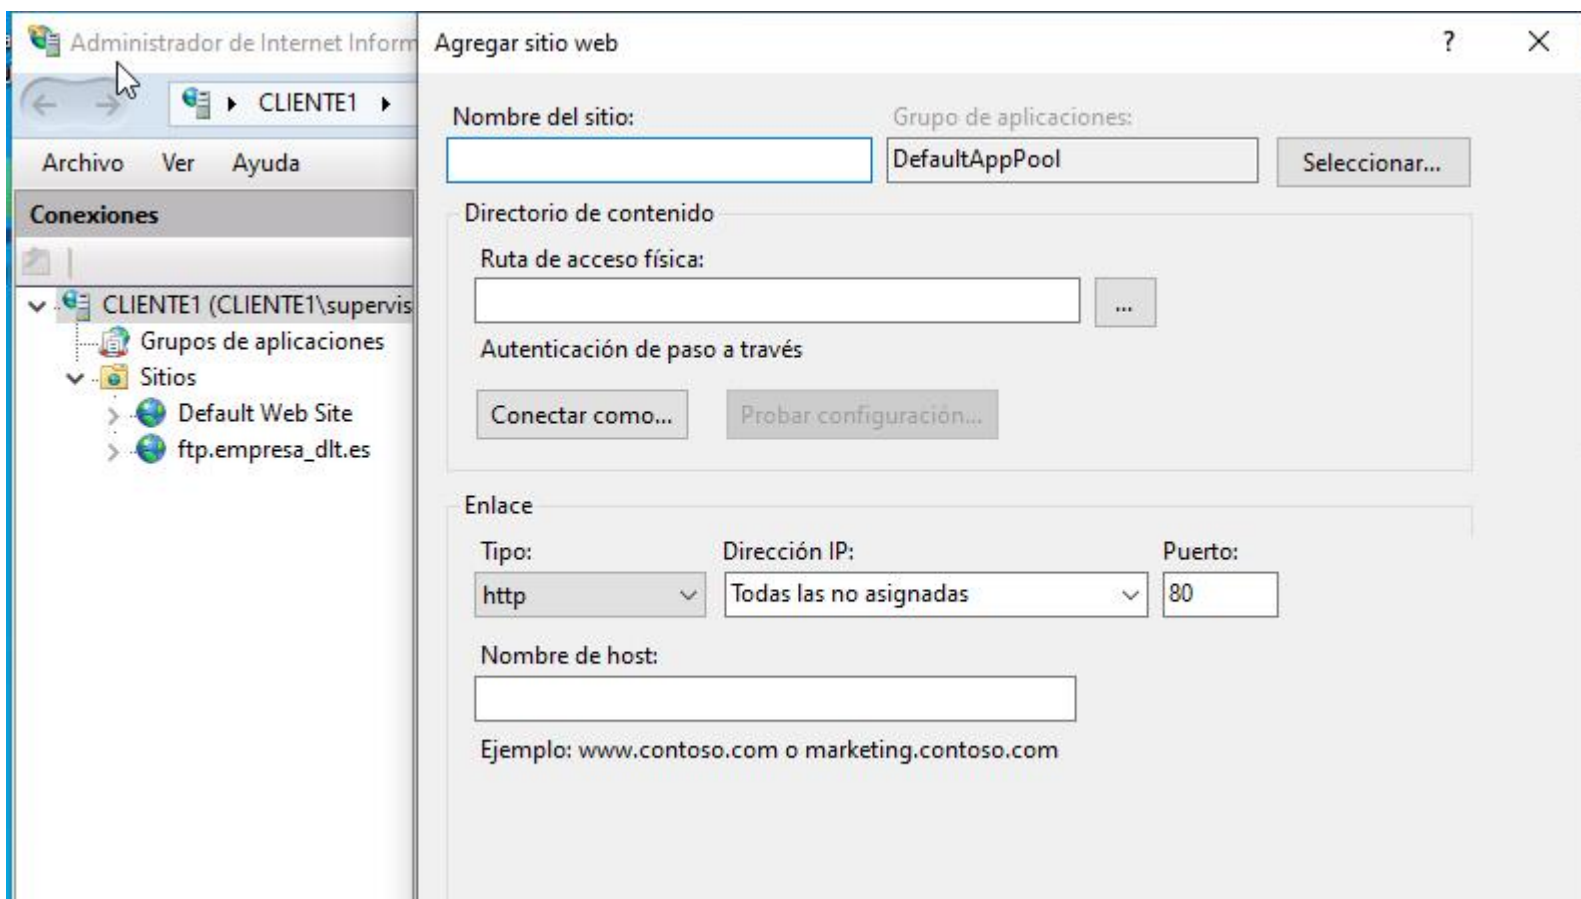 Administrador de Internet Inform
CLIENTE1
Archivo Ver Ayuda
Conexiones
CLIENTE1 (CLIENTE1\supervis
Grupos de aplicaciones
Sitios
Default Web Site
ftp.empresa_dlt.es
Agregar sitio web ?
Nombre del sitio: Grupo de aplicaciones:
DefaultAppPool Seleccionar...
Directorio de contenido
Ruta de acceso física:
...
Autenticación de paso a través
Conectar como... Probar configuración...
Enlace
Tipo: Dirección IP: Puerto:
http Todas las no asignadas 80
Nombre de host:
Ejemplo: www.contoso.com o marketing.contoso.com